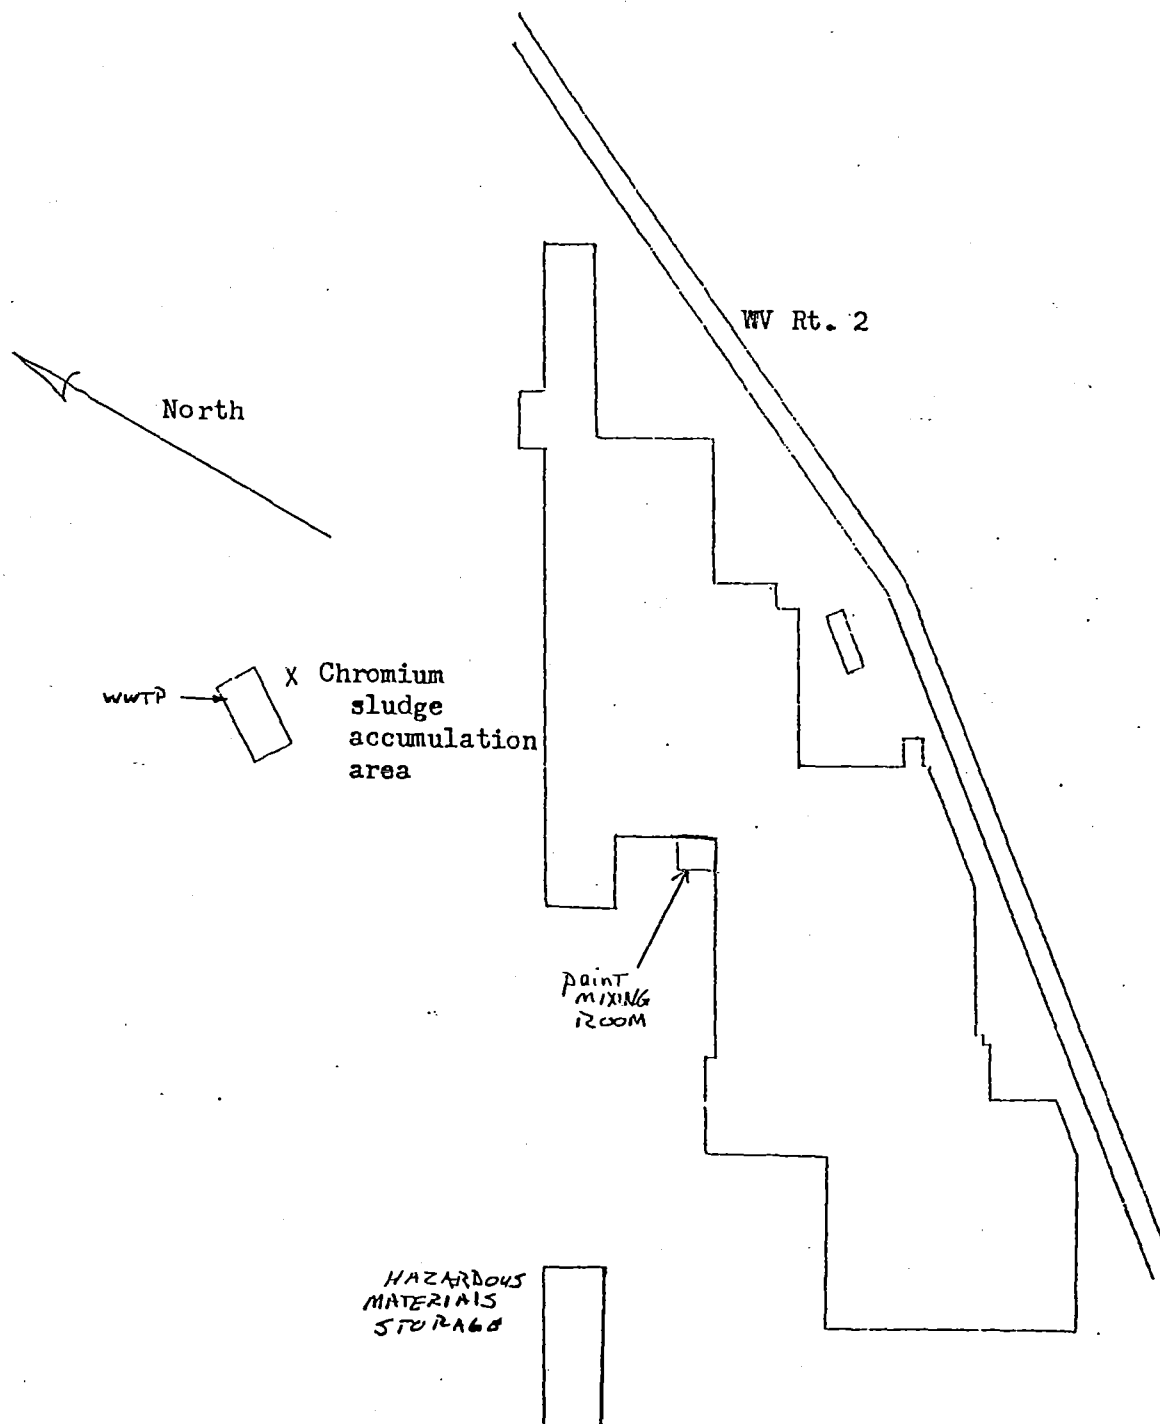 WV Rt. 2
North
X Chromium
sludge
accumulation
area
WWTP
paint
MIXING
ROOM
HAZARDOUS
MATERIALS
STORAGE